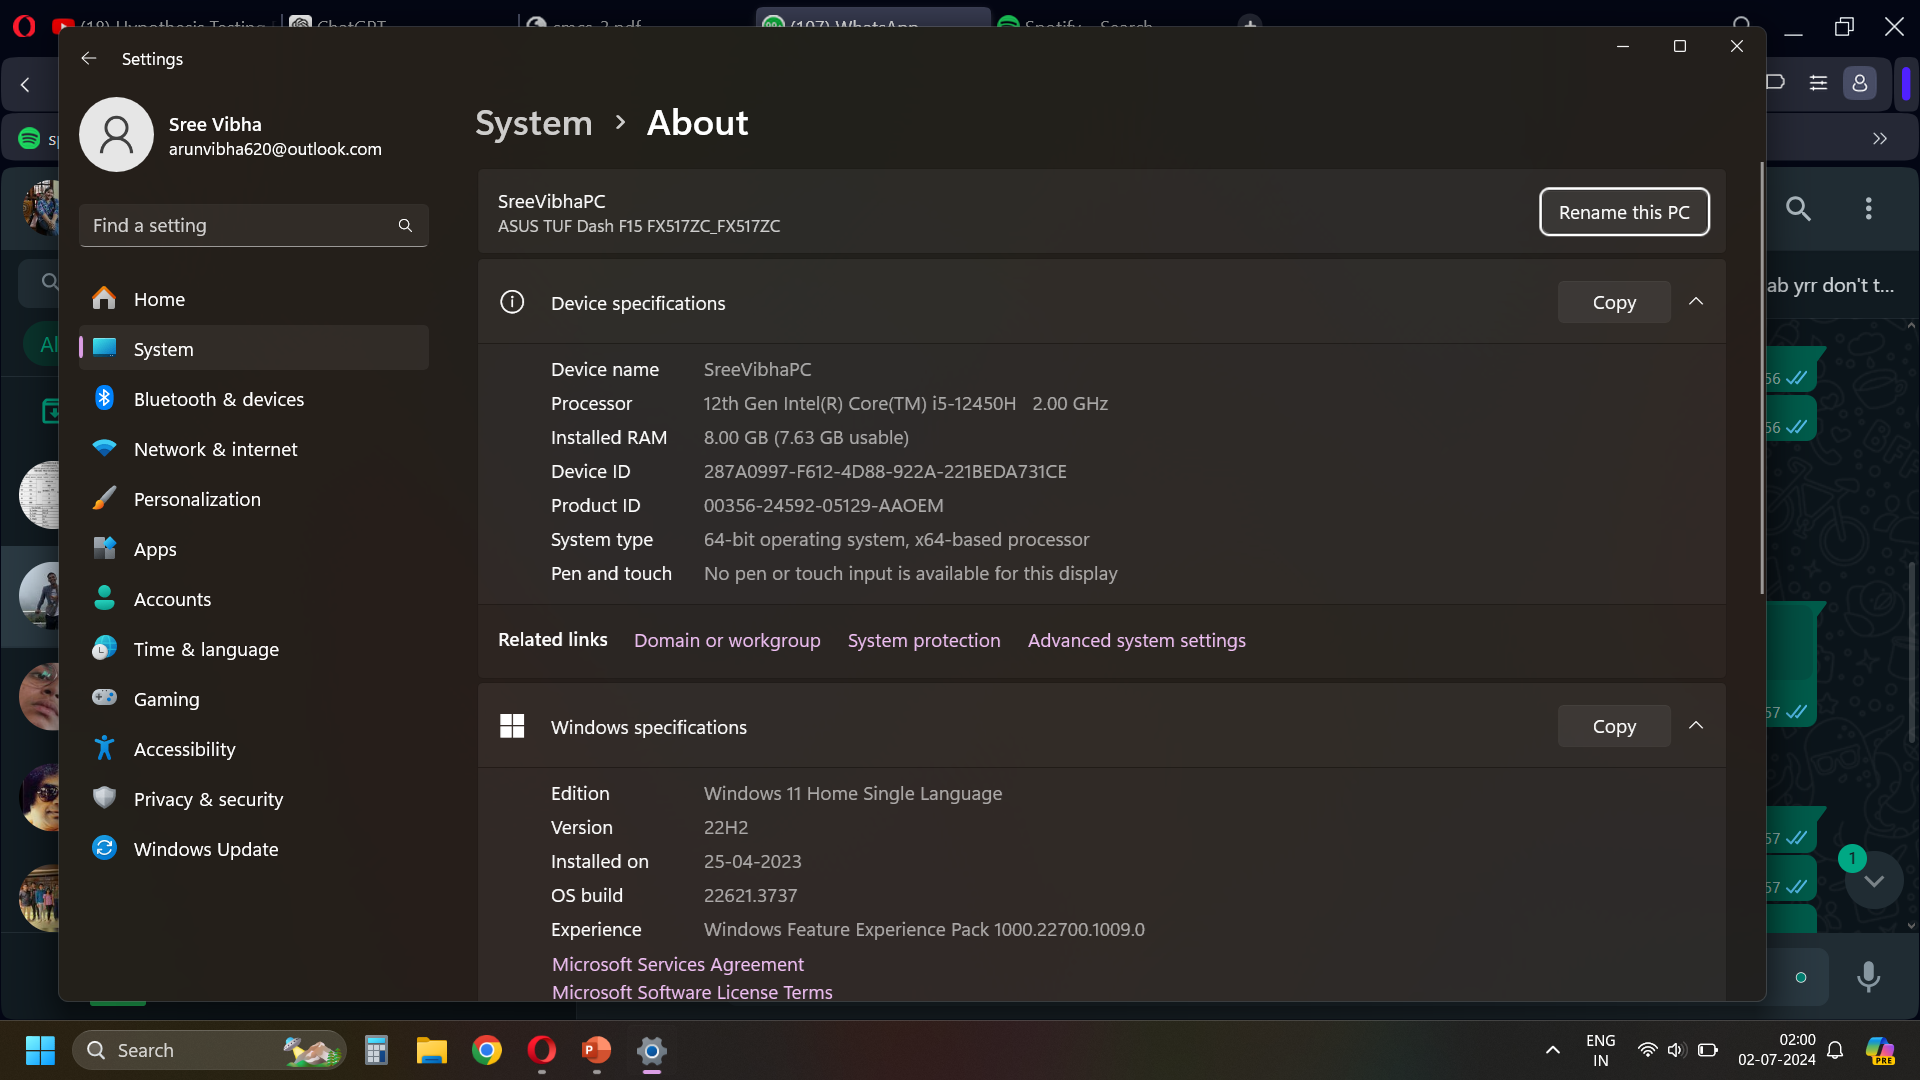 Settings
Sree Vibha
arunvibha620@outlook.com
Find a setting
Home
System
Bluetooth & devices
Network & internet
Personalization
Apps
Accounts
Time & language
Gaming
Accessibility
Privacy & security
Windows Update
System > About
SreeVibhaPC
ASUS TUF Dash F15 FX517ZC_FX517ZC
Rename this PC
Device specifications
Copy
Device name SreeVibhaPC
Processor 12th Gen Intel(R) Core(TM) i5-12450H 2.00 GHz
Installed RAM 8.00 GB (7.63 GB usable)
Device ID 287A0997-F612-4D88-922A-221BEDA731CE
Product ID 00356-24592-05129-AAOEM
System type 64-bit operating system, x64-based processor
Pen and touch No pen or touch input is available for this display
Related links Domain or workgroup System protection Advanced system settings
Windows specifications
Copy
Edition Windows 11 Home Single Language
Version 22H2
Installed on 25-04-2023
OS build 22621.3737
Experience Windows Feature Experience Pack 1000.22700.1009.0
Microsoft Services Agreement
Microsoft Software License Terms
ab yrr don't t...
56
56
57
57
57
1
Search
ENG
IN
02:00
02-07-2024
PRE